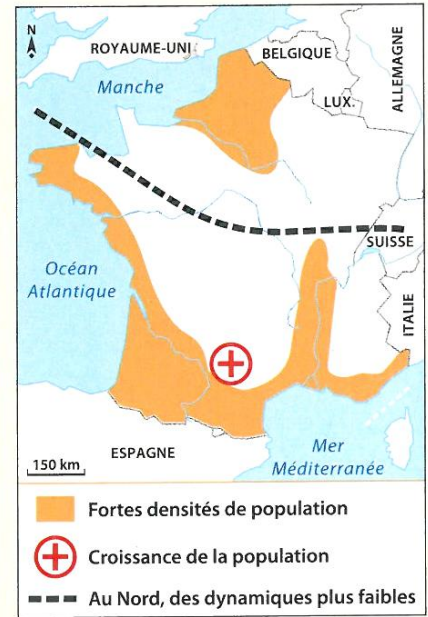 N
ROYAUME-UNI
BELGIQUE
ALLEMAGNE
Manche
LUX.
SUISSE
Océan
Atlantique
ITALIE
ESPAGNE
Mer
Méditerranée
150 km
Fortes densités de population
Croissance de la population
Au Nord, des dynamiques plus faibles